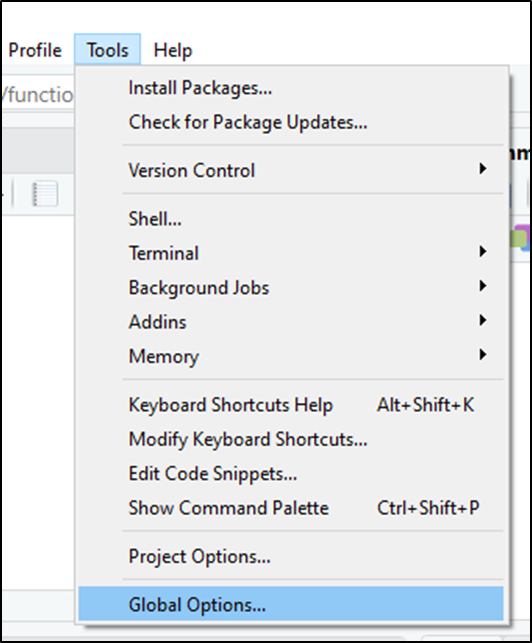 Profile Tools Help
/functio
Install Packages...
Check for Package Updates...
Version Control
Shell...
Terminal
Background Jobs
Addins
Memory
Keyboard Shortcuts Help Alt+Shift+K
Modify Keyboard Shortcuts...
Edit Code Snippets...
Show Command Palette Ctrl+Shift+P
Project Options...
Global Options...